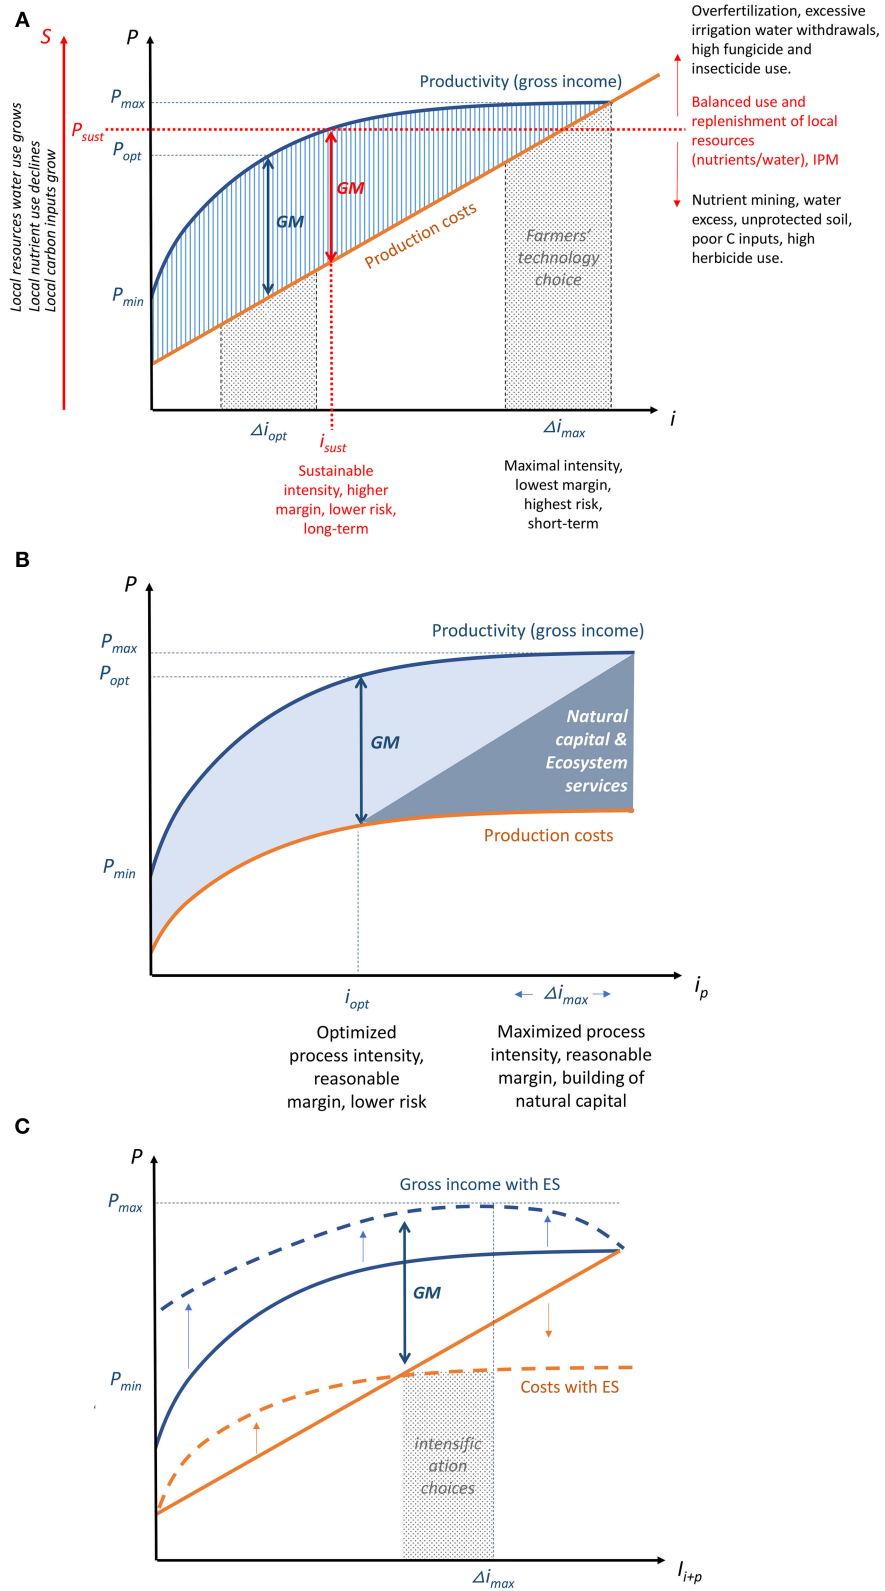 A
S
P
Overfertilization, excessive
irrigation water withdrawals,
high fungicide and
insecticide use.
Productivity (gross income)
Pmax
Balanced use and
replenishment of local
resources
(nutrients/water), IPM
Psust
Popt
Local resources water use grows
Local nutrient use declines
Local carbon inputs grow
GM
GM
Production costs
Nutrient mining, water
excess, unprotected soil,
poor C inputs, high
herbicide use.
Farmers'
technology
choice
Pmin
i
Δiopt
isust
Δimax
Sustainable
intensity, higher
margin, lower risk,
long-term
Maximal intensity,
lowest margin,
highest risk,
short-term
B
P
Productivity (gross income)
Pmax
Popt
Natural
capital &
Ecosystem
services
GM
Production costs
Pmin
iopt
Δimax
ip
Optimized
process intensity,
reasonable
margin, lower risk
Maximized process
intensity, reasonable
margin, building of
natural capital
C
P
Gross income with ES
Pmax
GM
Pmin
Costs with ES
intensific
ation
choices
Δimax
Ii+p